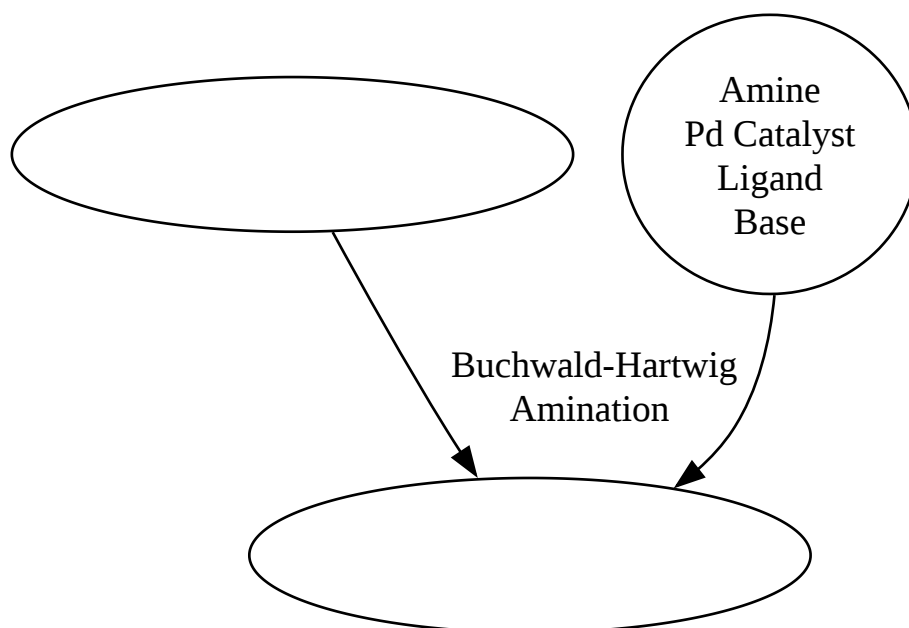 Amine
Pd Catalyst
Ligand
Base
Buchwald-Hartwig
Amination